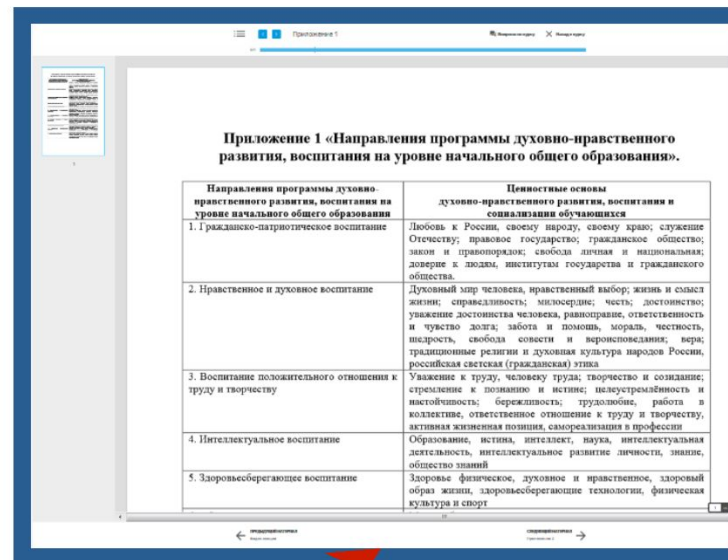 Приложение 1
Приложение 1 «Направления программы духовно-нравственного
развития, воспитания на уровне начального общего образования».
Направления программы духовно-
нравственного развития, воспитания на
уровне начального общего образования
Ценностные основы
духовно-нравственного развития, воспитания и
социализации обучающихся
1. Гражданско-патриотическое воспитание
Любовь к России, своему народу, своему краю; служение
Отечеству; правовое государство; гражданское общество;
закон и правопорядок; свобода личная и национальная;
доверие к людям, институтам государства и гражданского
общества.
2. Нравственное и духовное воспитание
Духовный мир человека, нравственный выбор; жизнь и смысл
жизни; справедливость; милосердие; честь; достоинство;
уважение достоинства человека, равноправие, ответственность
и чувство долга; забота и помощь, мораль, честность,
щедрость, свобода совести и вероисповедания; вера;
традиционные религии и духовная культура народов России,
российская светская (гражданская) этика
3. Воспитание положительного отношения к
труду и творчеству
Уважение к труду, человеку труда; творчество и созидание;
стремление к познанию и истине; целеустремлённость и
настойчивость; бережливость; трудолюбие, работа в
коллективе, ответственное отношение к труду и творчеству,
активная жизненная позиция, самореализация в профессии
4. Интеллектуальное воспитание
Образование, истина, интеллект, наука, интеллектуальная
деятельность, интеллектуальное развитие личности, знание,
общество знаний
5. Здоровьесберегающее воспитание
Здоровье физическое, духовное и нравственное, здоровый
образ жизни, здоровьесберегающие технологии, физическая
культура и спорт
ПРЕДЫДУЩИЙ МАТЕРИАЛ
СЛЕДУЮЩИЙ МАТЕРИАЛ